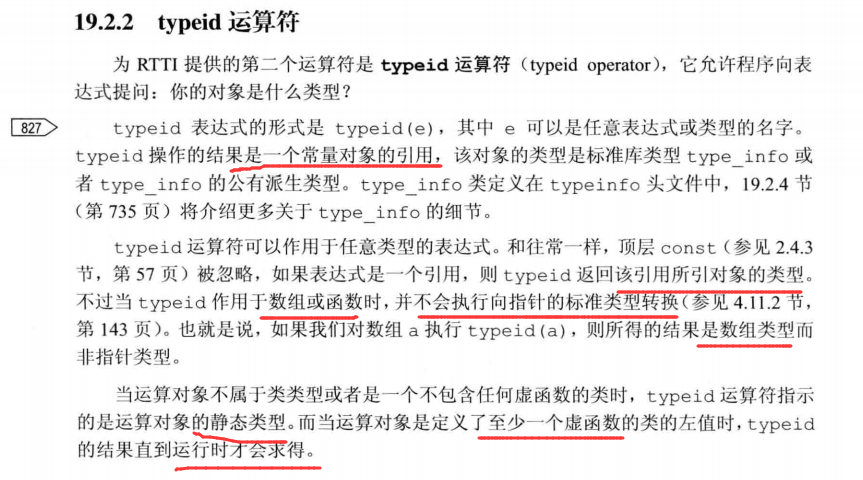 19.2.2 typeid 运算符
为 RTTI 提供的第二个运算符是 typeid 运算符（typeid operator），它允许程序向表
达式提问：你的对象是什么类型？
827
typeid 表达式的形式是 typeid(e)，其中 e 可以是任意表达式或类型的名字。
typeid 操作的结果是一个常量对象的引用，该对象的类型是标准库类型 type_info 或
者 type_info 的公有派生类型。type_info 类定义在 typeinfo 头文件中，19.2.4 节
（第 735 页）将介绍更多关于 type_info 的细节。
typeid 运算符可以作用于任意类型的表达式。和往常一样，顶层 const（参见 2.4.3
节，第 57 页）被忽略，如果表达式是一个引用，则 typeid 返回该引用所引对象的类型。
不过当 typeid 作用于数组或函数时，并不会执行向指针的标准类型转换（参见 4.11.2 节，
第 143 页）。也就是说，如果我们对数组 a 执行 typeid(a)，则所得的结果是数组类型而
非指针类型。
当运算对象不属于类类型或者是一个不包含任何虚函数的类时，typeid 运算符指示
的是运算对象的静态类型。而当运算对象是定义了至少一个虚函数的类的左值时，typeid
的结果直到运行时才会求得。